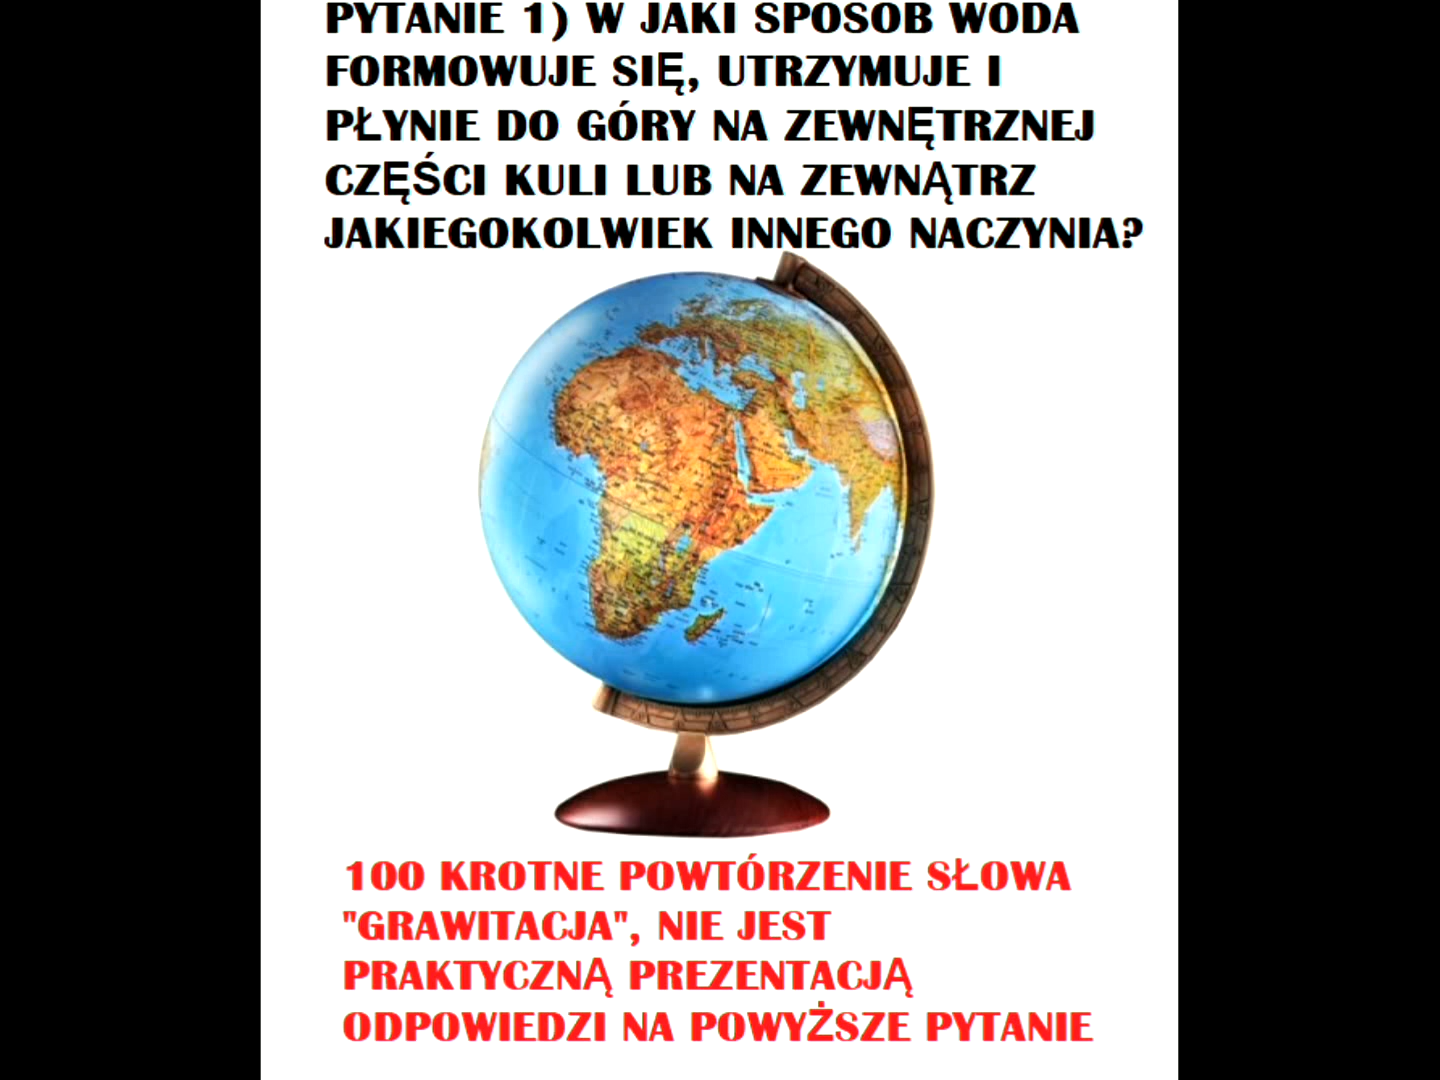 PYTANIE 1) W JAKI SPOSÓB WODA
FORMOWUJE SIĘ, UTRZYMUJE I
PŁYNIE DO GÓRY NA ZEWNĘTRZNEJ
CZĘŚCI KULI LUB NA ZEWNĄTRZ
JAKIEGOKOLWIEK INNEGO NACZYNIA?
100 KROTNE POWTÓRZENIE SŁOWA
"GRAWITACJA", NIE JEST
PRAKTYCZNĄ PREZENTACJĄ
ODPOWIEDZI NA POWYŻSZE PYTANIE